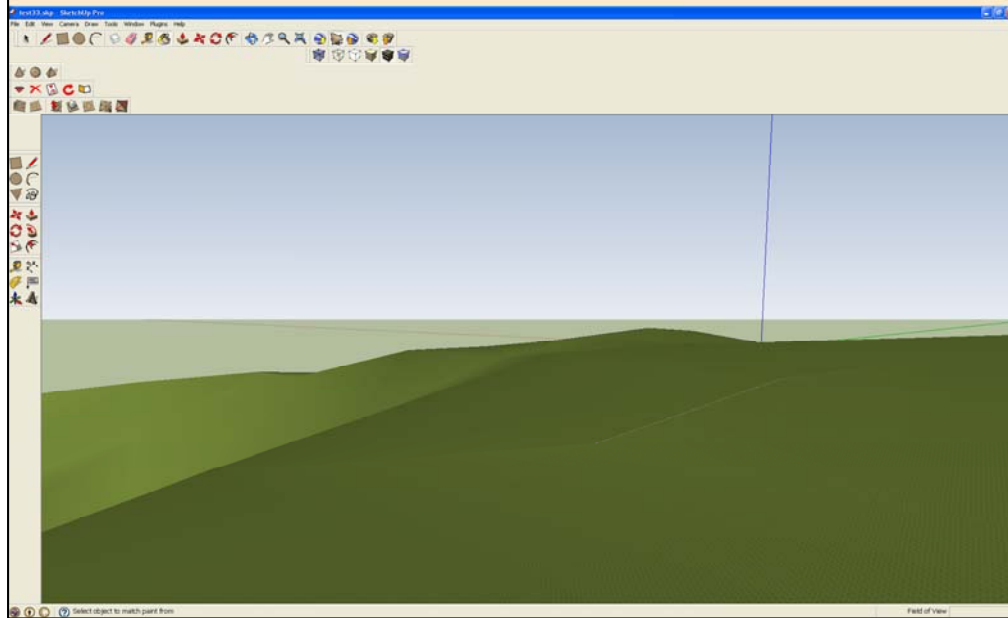 test33.skp - SketchUp Pro
File Edit View Camera Draw Tools Window Plugins Help
Select object to match paint from
Field of View